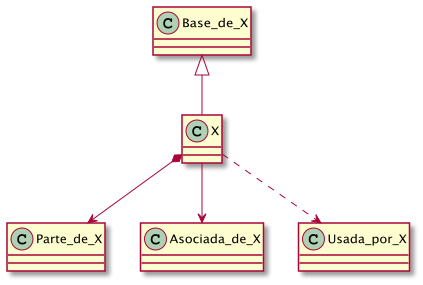 C Base_de_X
C X
C Parte_de_X
C Asociada_de_X
C Usada_por_X